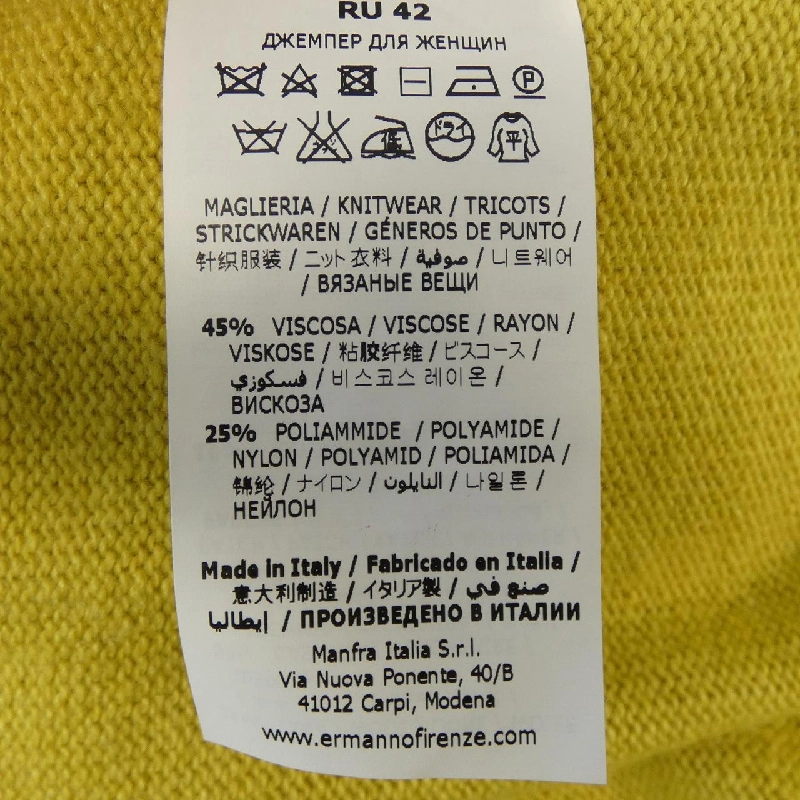 RU 42
ДЖЕМПЕР ДЛЯ ЖЕНЩИН
P
低 ドライ 平
MAGLIERIA / KNITWEAR / TRICOTS /
STRICKWAREN / GÉNEROS DE PUNTO /
针织服装 / ニット衣料 / صوفية / 니트웨어
/ ВЯЗАНЫЕ ВЕЩИ
45% VISCOSA / VISCOSE / RAYON /
VISKOSE / 粘胶纤维 / ビスコース /
فسكوزي / 비스코스 레이온 /
ВИСКОЗА
25% POLIAMMIDE / POLYAMIDE /
NYLON / POLYAMID / POLIAMIDA /
锦纶 / ナイロン / النايلون / 나일론 /
НЕЙЛОН
Made in Italy / Fabricado en Italia /
意大利制造 / イタリア製 / صنع في
إيطاليا / ПРОИЗВЕДЕНО В ИТАЛИИ
Manfra Italia S.r.l.
Via Nuova Ponente, 40/B
41012 Carpi, Modena
www.ermannofirenze.com